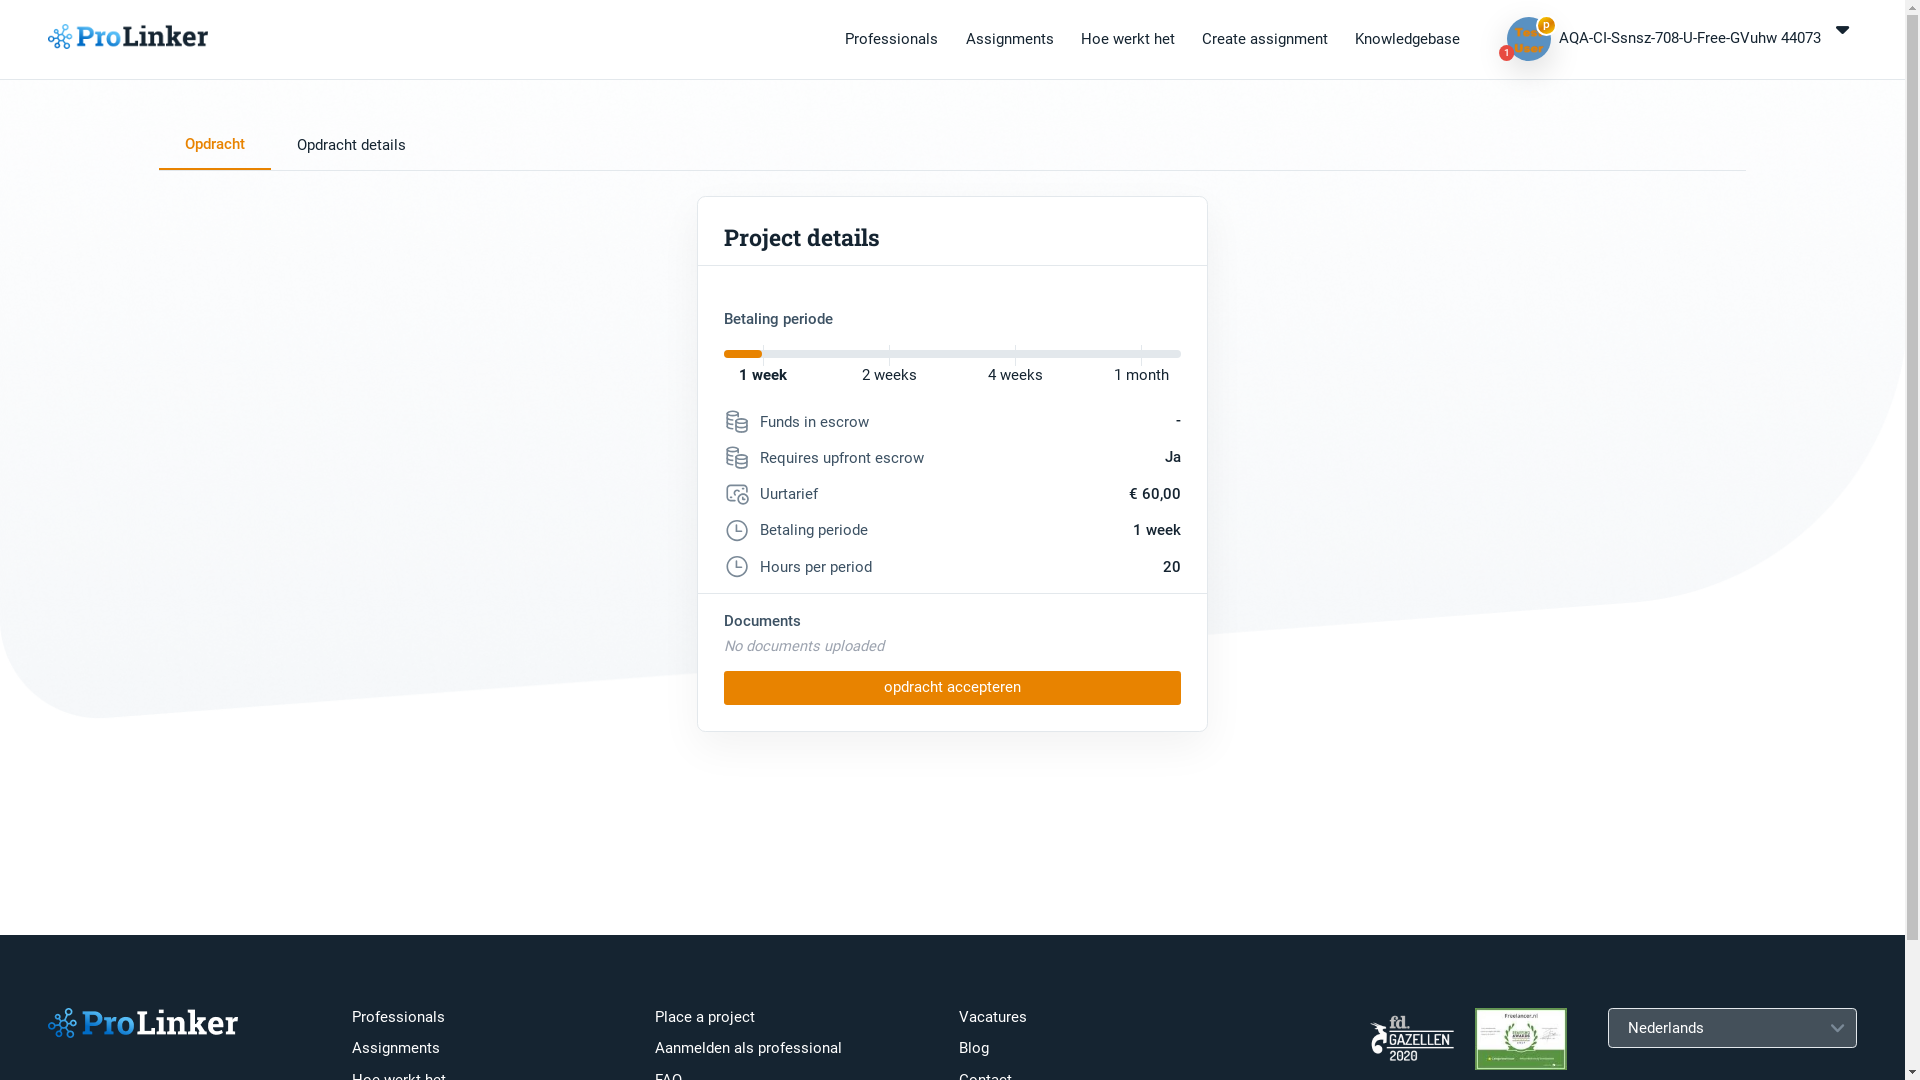 ProLinker
Professionals
Assignments
Hoe werkt het
Create assignment
Knowledgebase
Test
User
P
1
AQA-CI-Ssnsz-708-U-Free-GVuhw 44073
Opdracht
Opdracht details
Project details
Betaling periode
1 week
2 weeks
4 weeks
1 month
Funds in escrow
-
Requires upfront escrow
Ja
Uurtarief
€ 60,00
Betaling periode
1 week
Hours per period
20
Documents
No documents uploaded
opdracht accepteren
ProLinker
Professionals
Assignments
Hoe werkt het
Place a project
Aanmelden als professional
FAQ
Vacatures
Blog
Contact
fd.
GAZELLEN
2020
Freelancer.nl
Nederlands